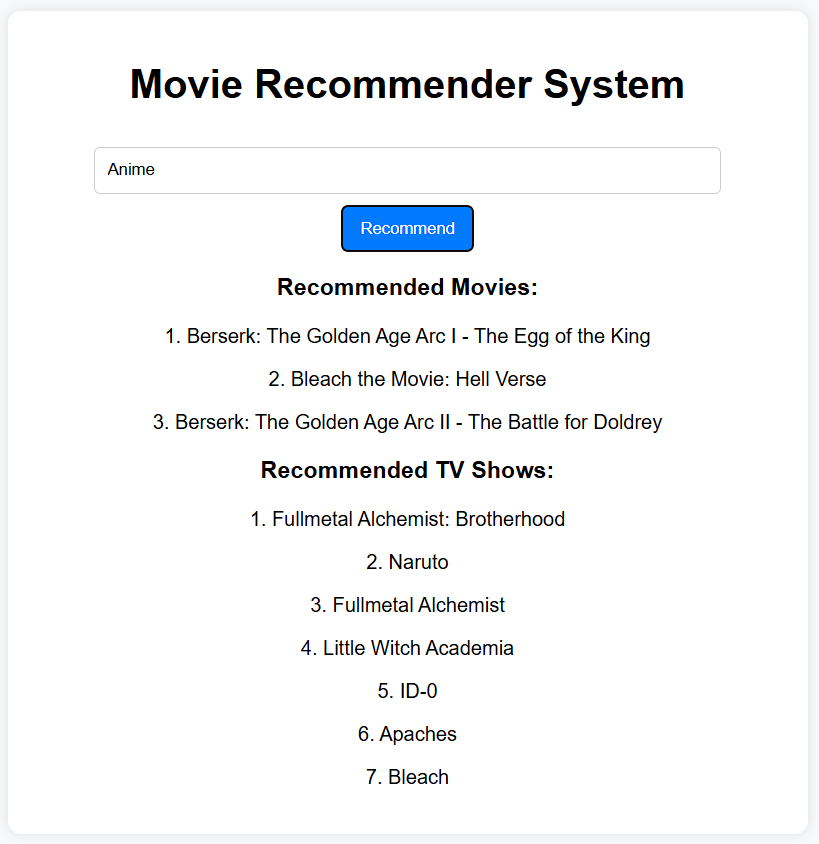 Movie Recommender System
Anime
Recommend
Recommended Movies:
1. Berserk: The Golden Age Arc I - The Egg of the King
2. Bleach the Movie: Hell Verse
3. Berserk: The Golden Age Arc II - The Battle for Doldrey
Recommended TV Shows:
1. Fullmetal Alchemist: Brotherhood
2. Naruto
3. Fullmetal Alchemist
4. Little Witch Academia
5. ID-0
6. Apaches
7. Bleach